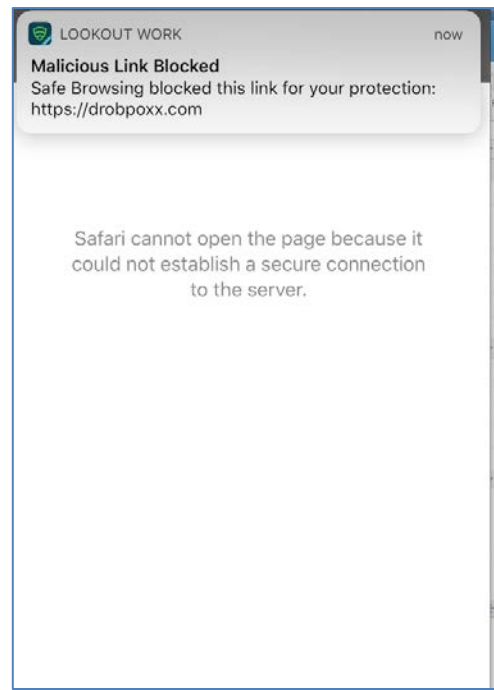 LOOKOUT WORK now
Malicious Link Blocked
Safe Browsing blocked this link for your protection:
https://drobpoxx.com
Safari cannot open the page because it
could not establish a secure connection
to the server.